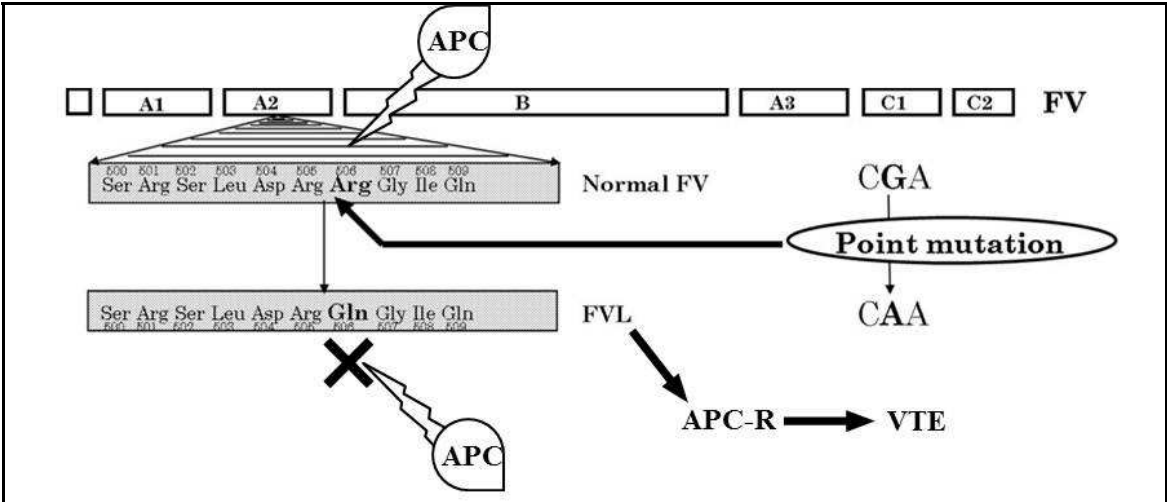 APC
A1 A2 B A3 C1 C2 FV
500 501 502 503 504 505 506 507 508 509
Ser Arg Ser Leu Asp Arg Arg Gly Ile Gln
Normal FV
CGA
Point mutation
Ser Arg Ser Leu Asp Arg Gln Gly Ile Gln
500 501 502 503 504 505 506 507 508 509
FVL
CAA
APC-R
VTE
APC